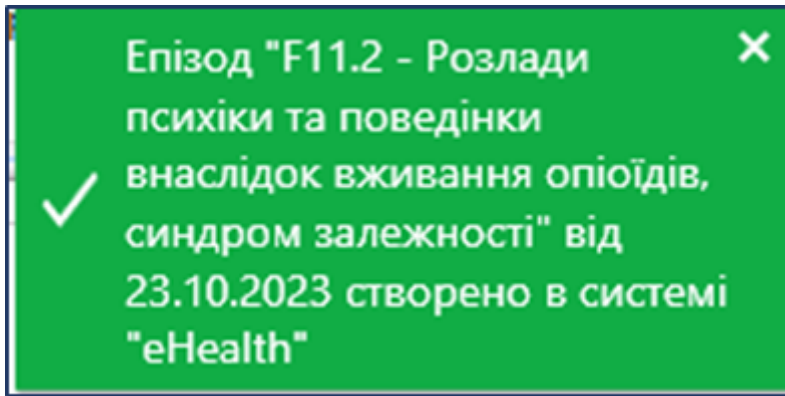 Епізод "F11.2 - Розлади
психіки та поведінки
внаслідок вживання опіоїдів,
синдром залежності" від
23.10.2023 створено в системі
"eHealth"